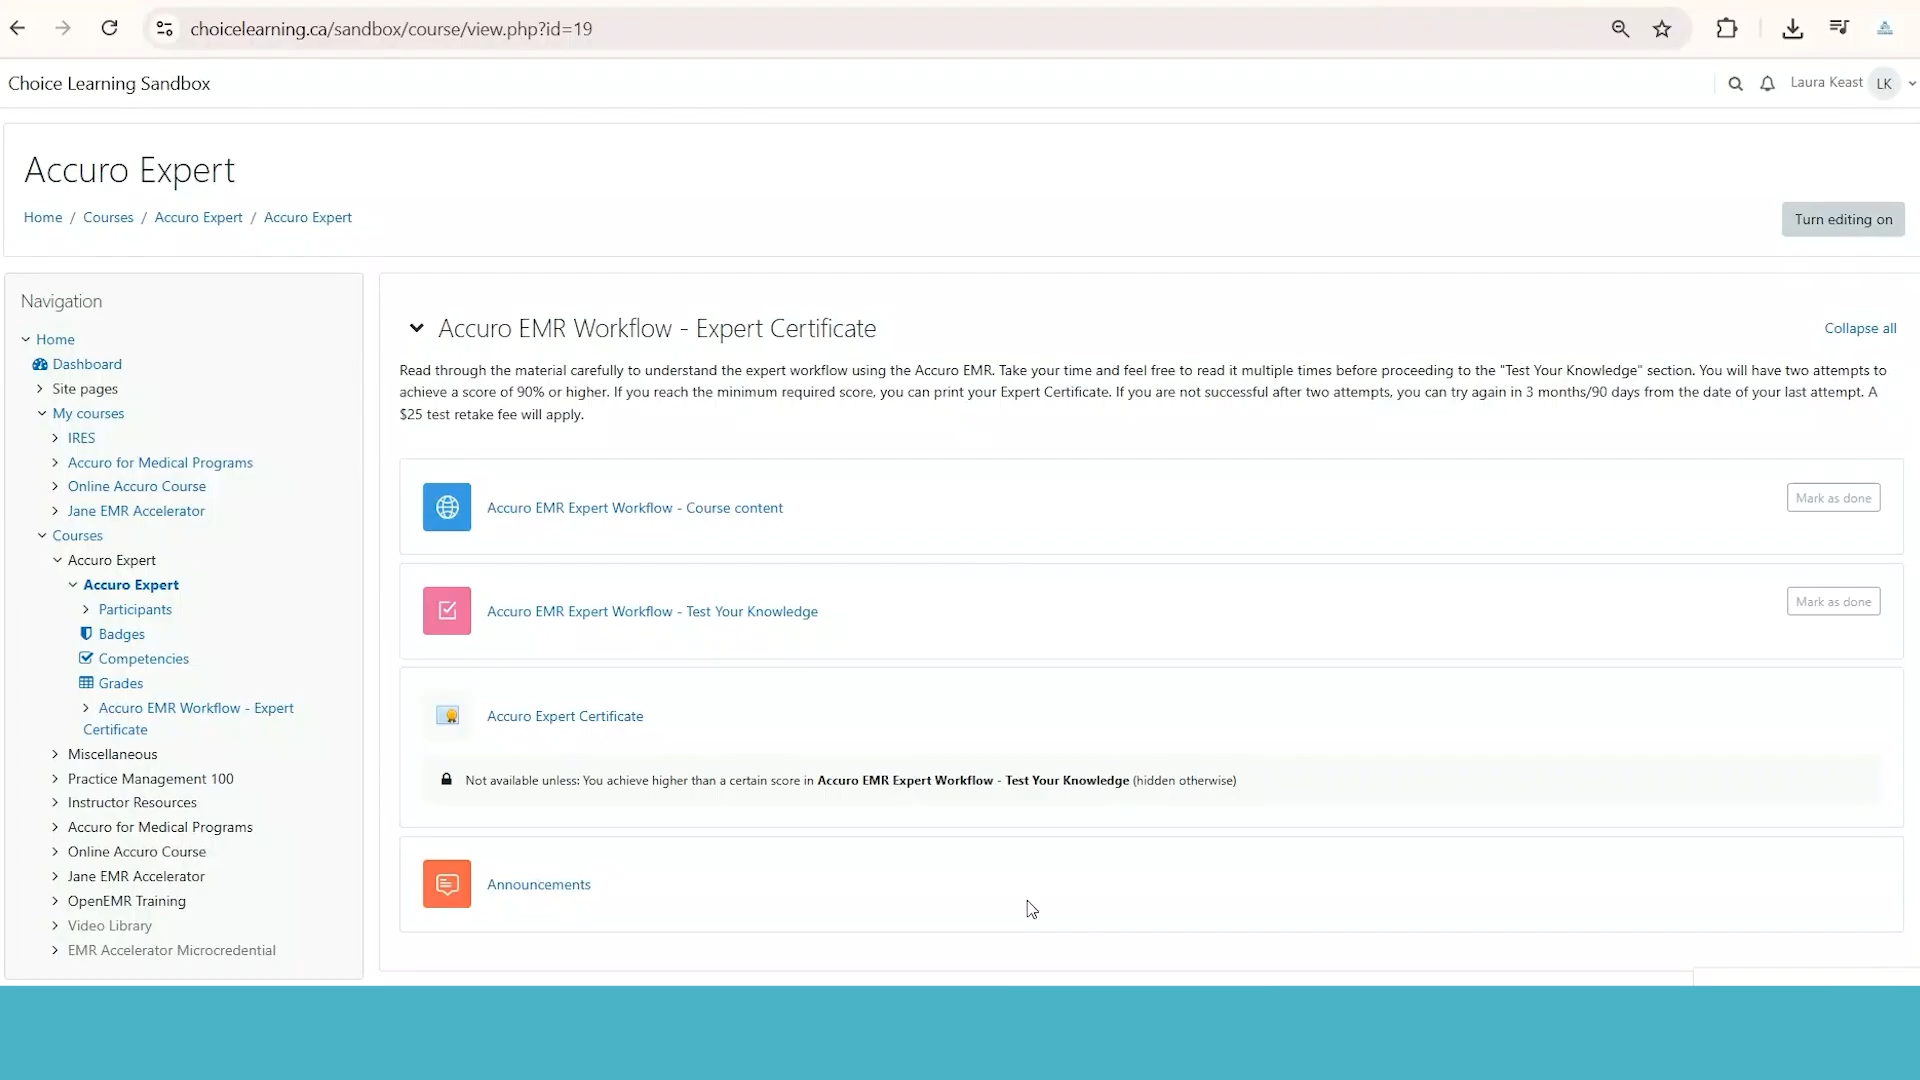 choicelearning.ca/sandbox/course/view.php?id=19
Choice Learning Sandbox
Laura Keast LK
Accuro Expert
Home / Courses / Accuro Expert / Accuro Expert
Turn editing on
Navigation
Home
Dashboard
Site pages
My courses
IRES
Accuro for Medical Programs
Online Accuro Course
Jane EMR Accelerator
Courses
Accuro Expert
Accuro Expert
Participants
Badges
Competencies
Grades
Accuro EMR Workflow - Expert
Certificate
Miscellaneous
Practice Management 100
Instructor Resources
Accuro for Medical Programs
Online Accuro Course
Jane EMR Accelerator
OpenEMR Training
Video Library
EMR Accelerator Microcredential
Accuro EMR Workflow - Expert Certificate
Collapse all
Read through the material carefully to understand the expert workflow using the Accuro EMR. Take your time and feel free to read it multiple times before proceeding to the "Test Your Knowledge" section. You will have two attempts to
achieve a score of 90% or higher. If you reach the minimum required score, you can print your Expert Certificate. If you are not successful after two attempts, you can try again in 3 months/90 days from the date of your last attempt. A
$25 test retake fee will apply.
Accuro EMR Expert Workflow - Course content
Mark as done
Accuro EMR Expert Workflow - Test Your Knowledge
Mark as done
Accuro Expert Certificate
Not available unless: You achieve higher than a certain score in Accuro EMR Expert Workflow - Test Your Knowledge (hidden otherwise)
Announcements